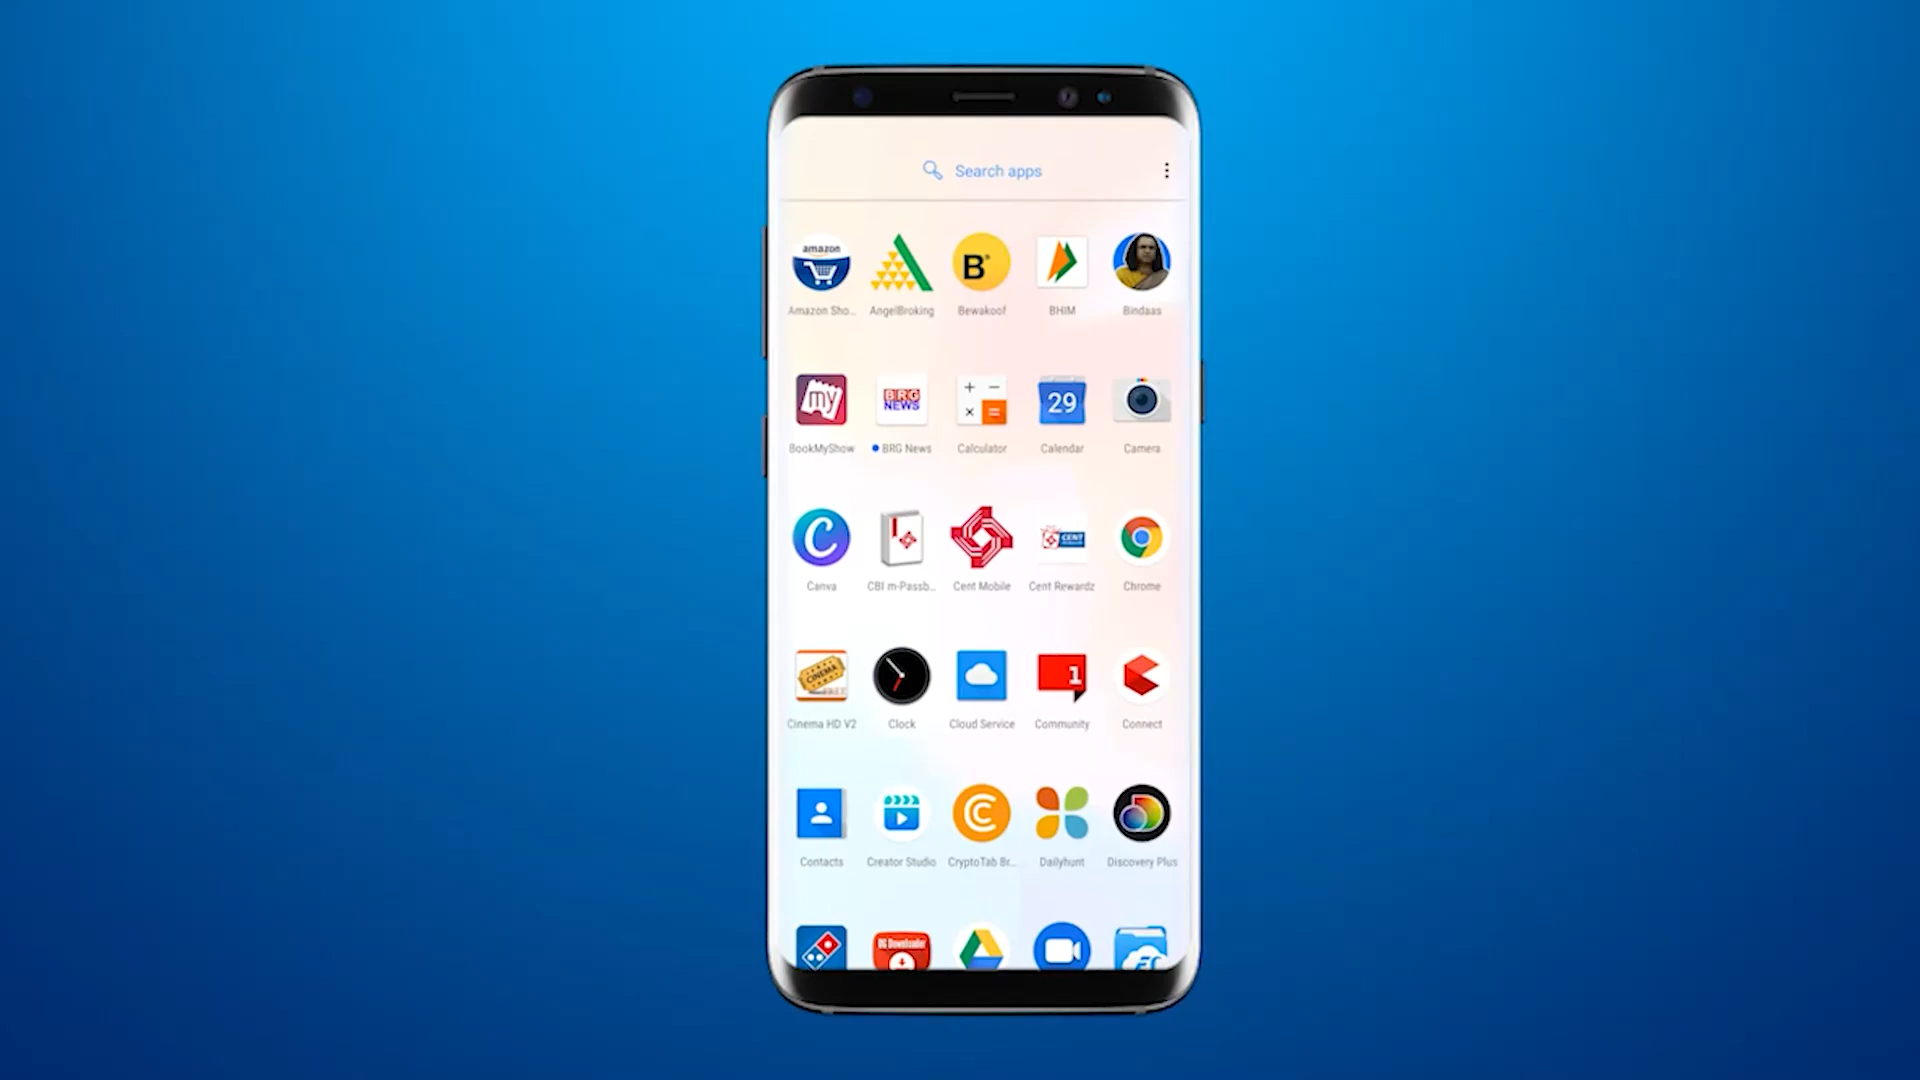 Search apps
amazon
B
Amazon Sho...
AngelBroking
Bewakoof
BHIM
Bindaas
my
BRG
NEWS
29
BookMyShow
BRG News
Calculator
Calendar
Camera
C
CENT
Canva
CBI m-Passb...
Cent Mobile
Cent Rewardz
Chrome
CINEMA
1
Cinema HD V2
Clock
Cloud Service
Community
Connect
C
Contacts
Creator Studio
CryptoTab Br...
Dailyhunt
Discovery Plus
Downloader